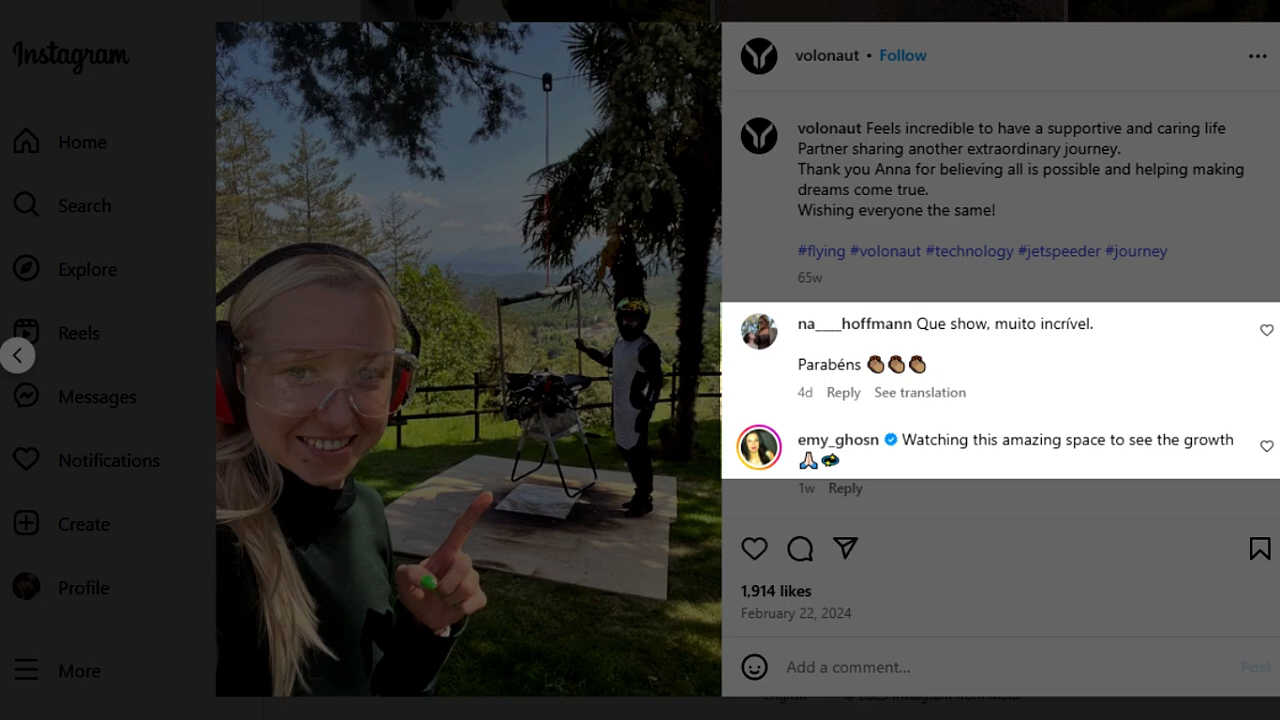 Instagram
Home
Search
Explore
Reels
Messages
Notifications
Create
Profile
More
volonaut • Follow
volonaut Feels incredible to have a supportive and caring life
Partner sharing another extraordinary journey.
Thank you Anna for believing all is possible and helping making
dreams come true.
Wishing everyone the same!
#flying #volonaut #technology #jetspeeder #journey
65w
na___hoffmann Que show, muito incrível.
Parabéns 👏🏽👏🏽👏🏽
4d Reply See translation
emy_ghosn Watching this amazing space to see the growth
🙏🏻
1w Reply
1,914 likes
February 22, 2024
Add a comment...
Post